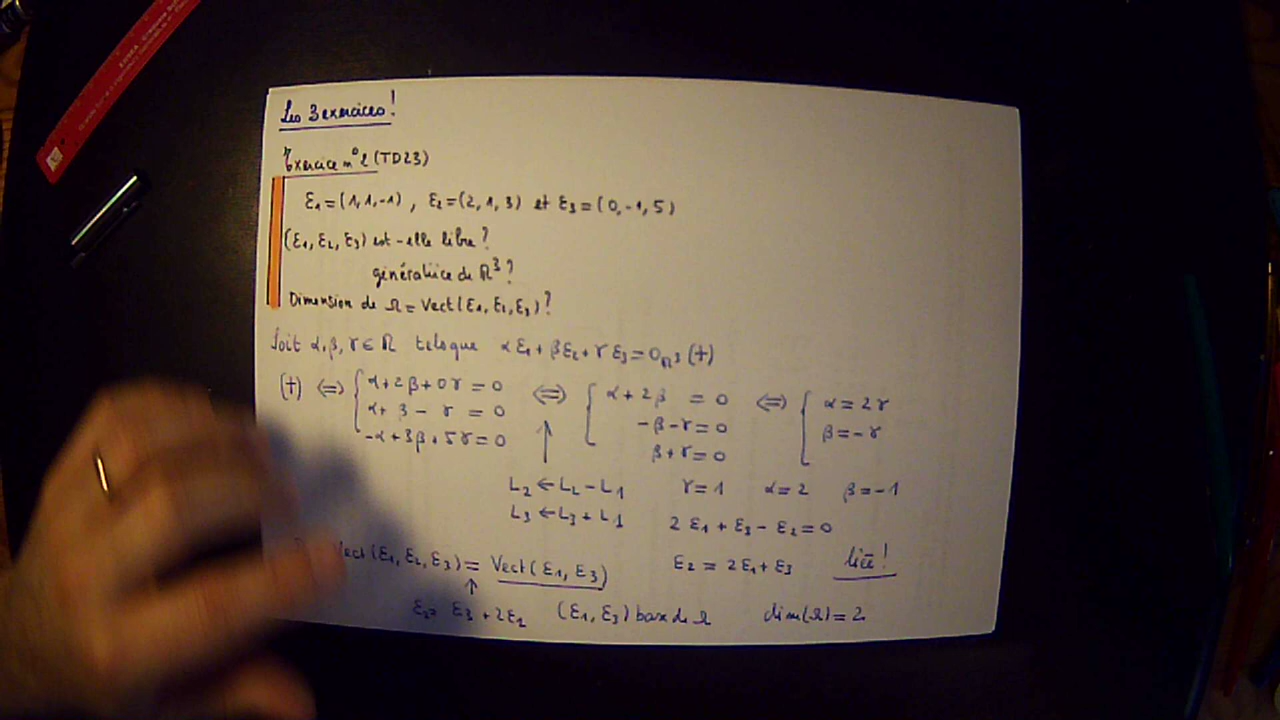 Les 3 exercices!
Exercice n°2 (TD23)
ε1=(1,1,-1), ε2=(2,1,3) et ε3=(0,-1,5)
(ε1, ε2, ε3) est-elle libre?
génératrice de ℝ³?
Dimension de Ω = Vect(ε1, ε2, ε3)?
Soit α, β, γ ∈ ℝ tels que αε1 + βε2 + γε3 = 0ℝ³ (+)
(+) ⟺ { α+2β+0γ=0 ⟺ { α+2β = 0 ⟺ { α=2γ
α+β-γ=0 -β-γ=0 β=-γ
-α+3β+5γ=0 β+γ=0
L2 ← L2-L1 γ=1 α=2 β=-1
L3 ← L3+L1 2ε1+ε3-ε2=0
Vect(ε1, ε2, ε3) = Vect(ε1, ε3) ε2 = 2ε1+ε3 liée!
↑
ε2= ε3+2ε1 (ε1, ε3) base de Ω dim(Ω)=2